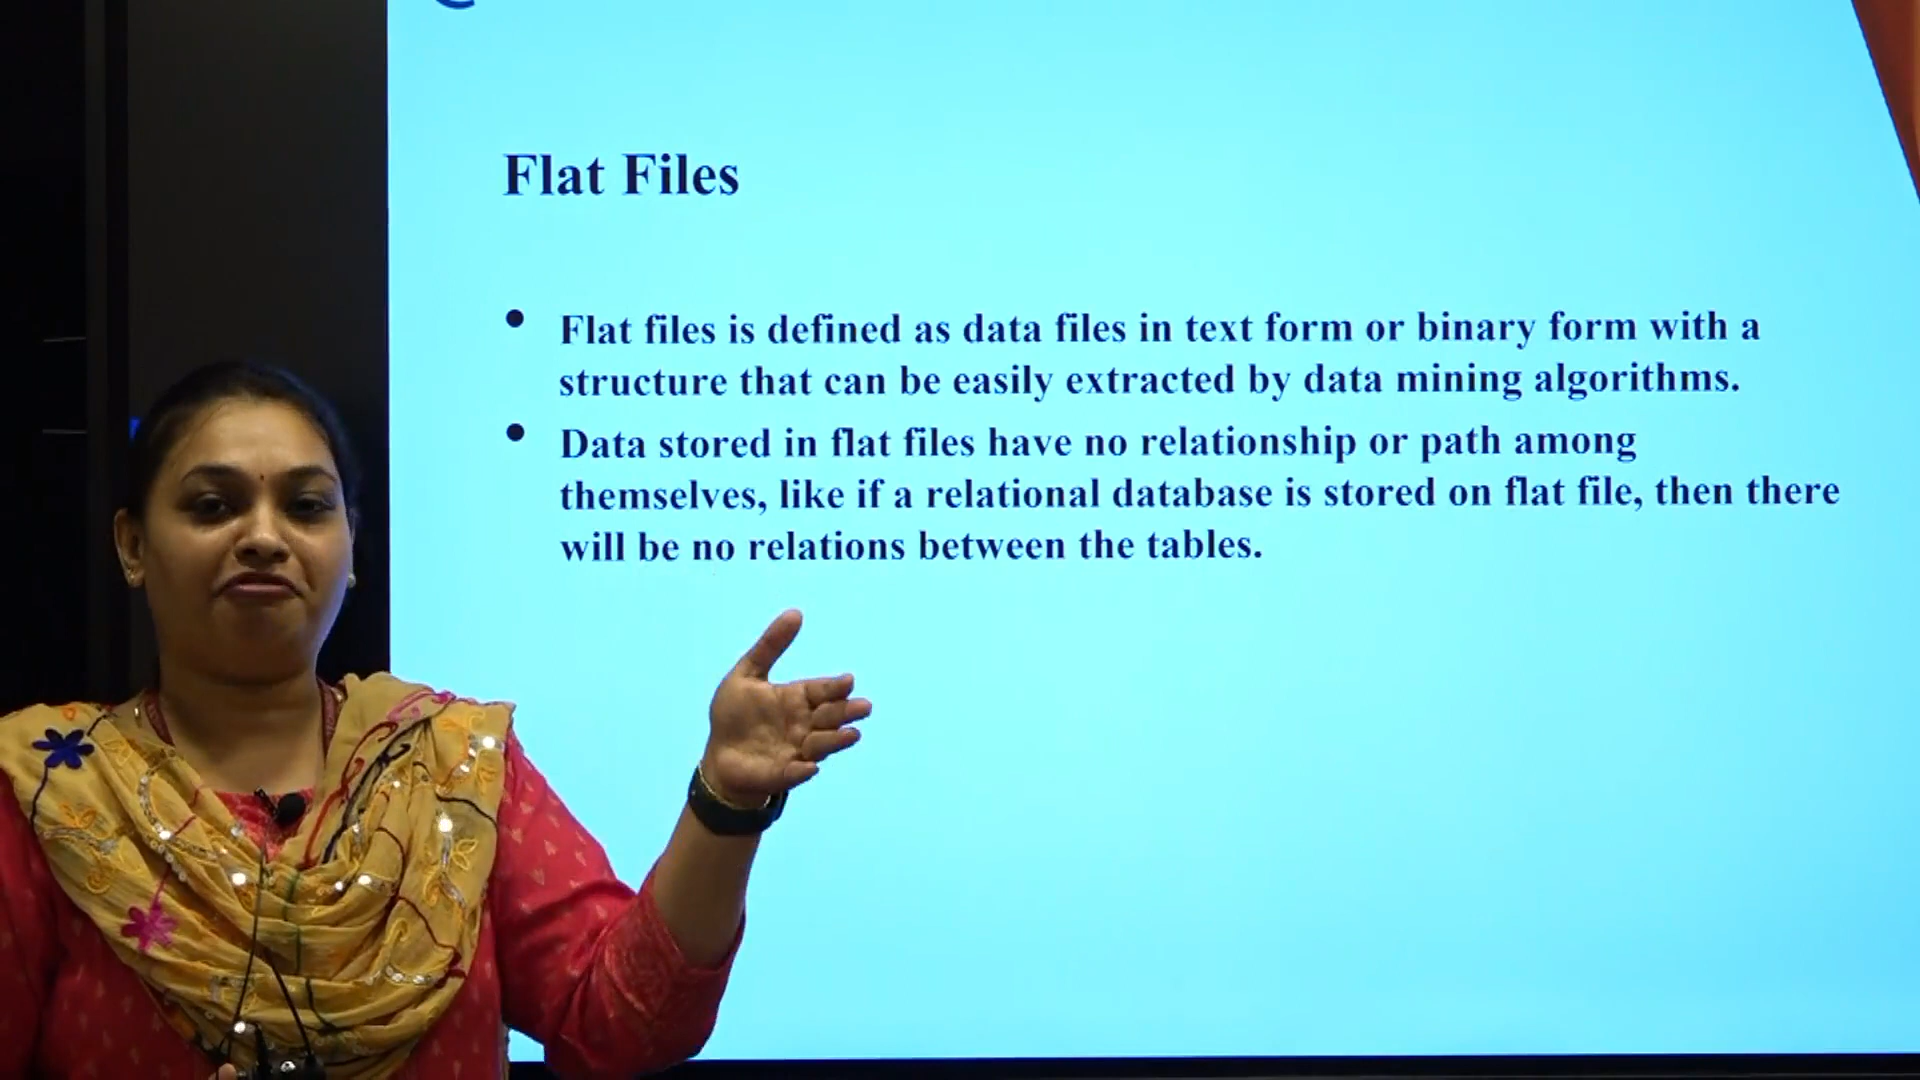 Flat Files
• Flat files is defined as data files in text form or binary form with a
structure that can be easily extracted by data mining algorithms.
• Data stored in flat files have no relationship or path among
themselves, like if a relational database is stored on flat file, then there
will be no relations between the tables.